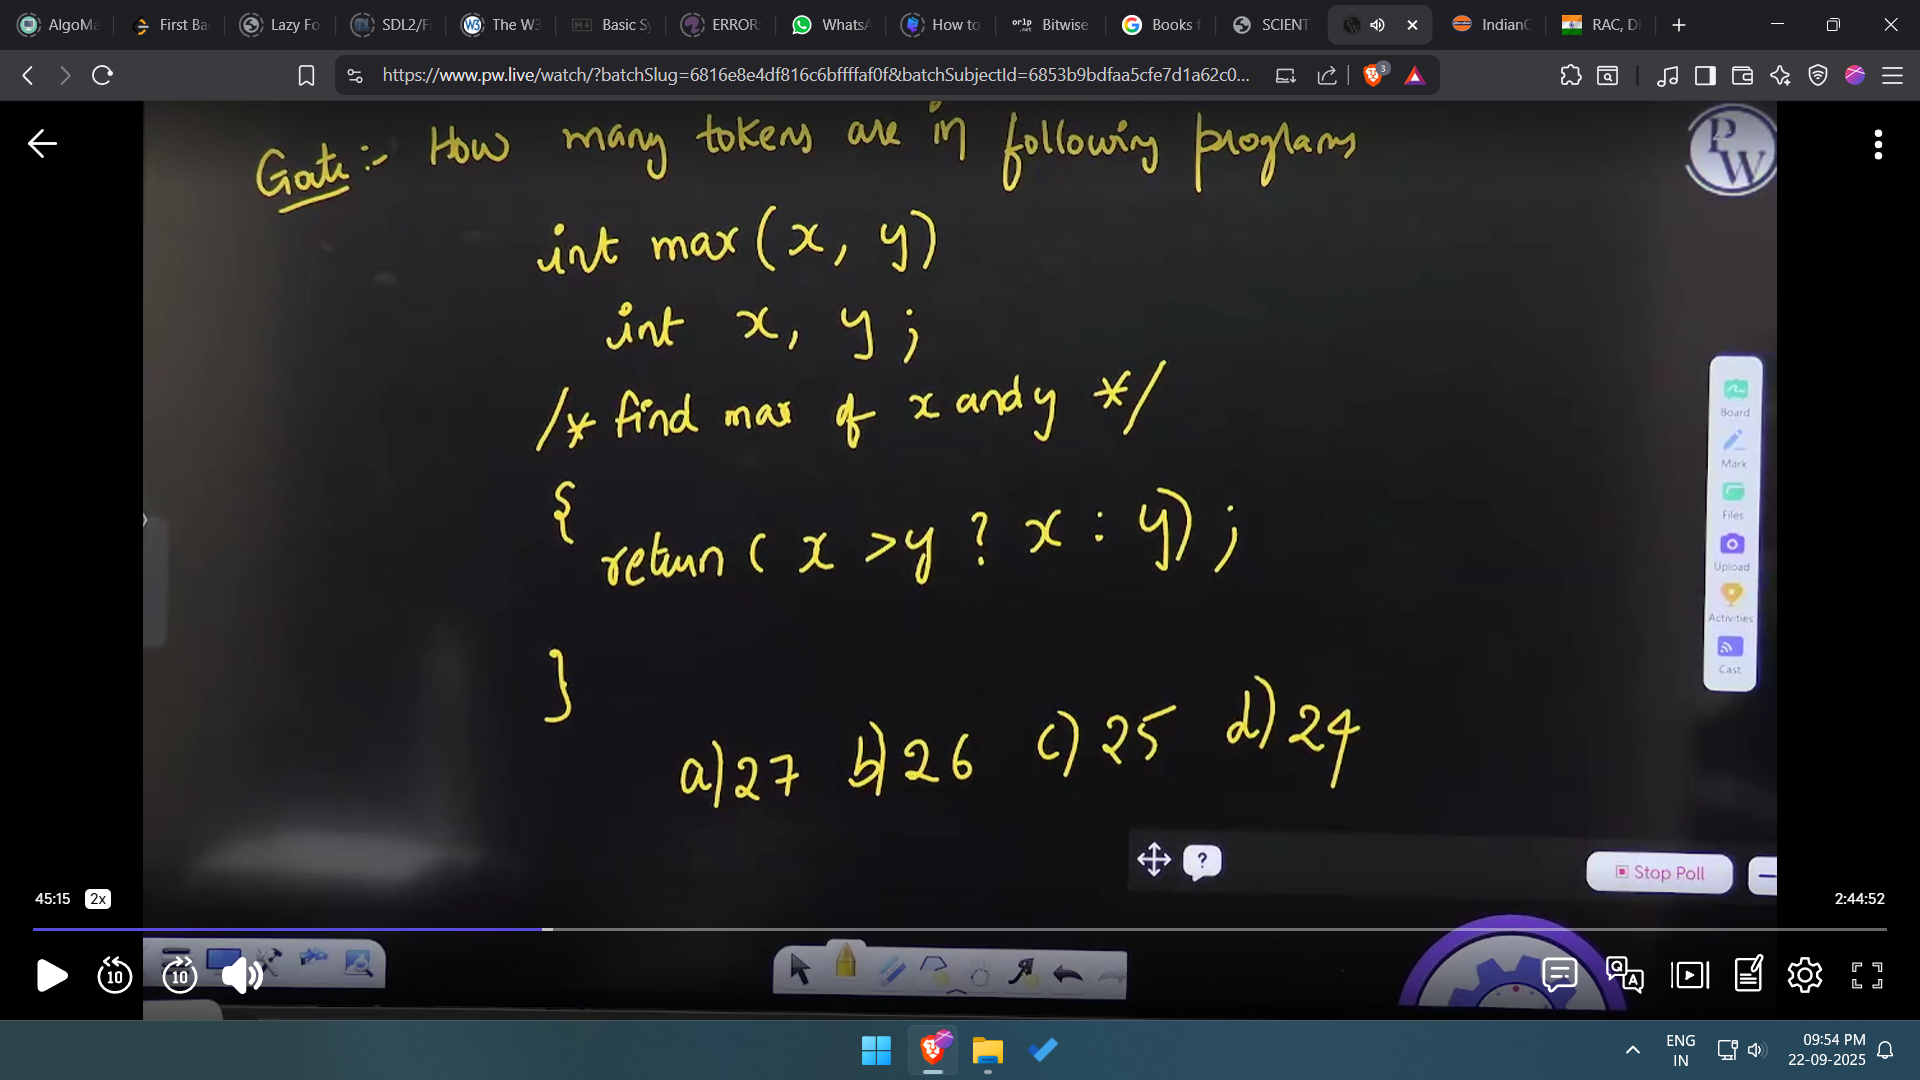 AlgoMa
First Ba
Lazy Fo
SDL2/F
The W3
Basic Sy
ERROR:
WhatsA
How to
Bitwise
Books f
SCIENT
IndianO
RAC, D
https://www.pw.live/watch/?batchSlug=6816e8e4df816c6bffffaf0f&batchSubjectId=6853b9bdfaa5cfe7d1a62c0...
3
Gate :- How many tokens are in following programs
PW
int max (x, y)
int x, y ;
/* find max of x and y */
{
return ( x > y ? x : y) ;
}
a) 27 b) 26 c) 25 d) 24
Board
Mark
Files
Upload
Activities
Cast
Stop Poll
45:15 2x
2:44:52
10
10
ENG
IN
09:54 PM
22-09-2025